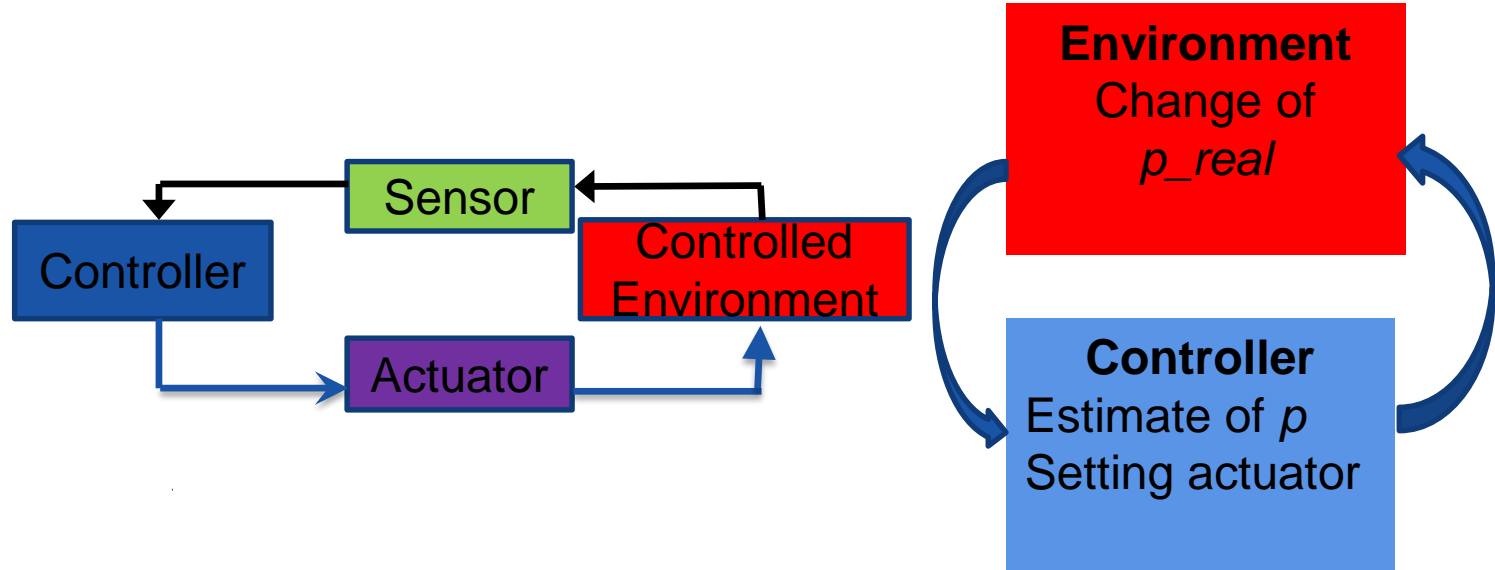 Sensor
Controller
Controlled
Environment
Actuator
Environment
Change of
p_real
Controller
Estimate of p
Setting actuator